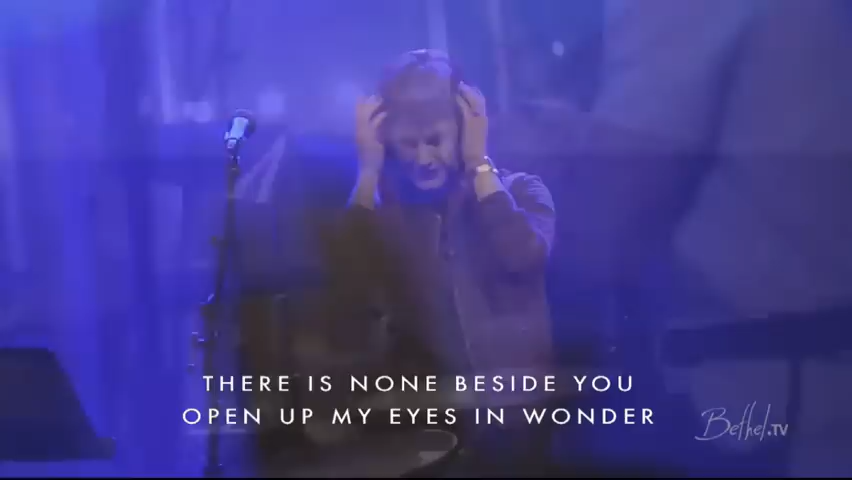 THERE IS NONE BESIDE YOU
OPEN UP MY EYES IN WONDER
Bethel.TV